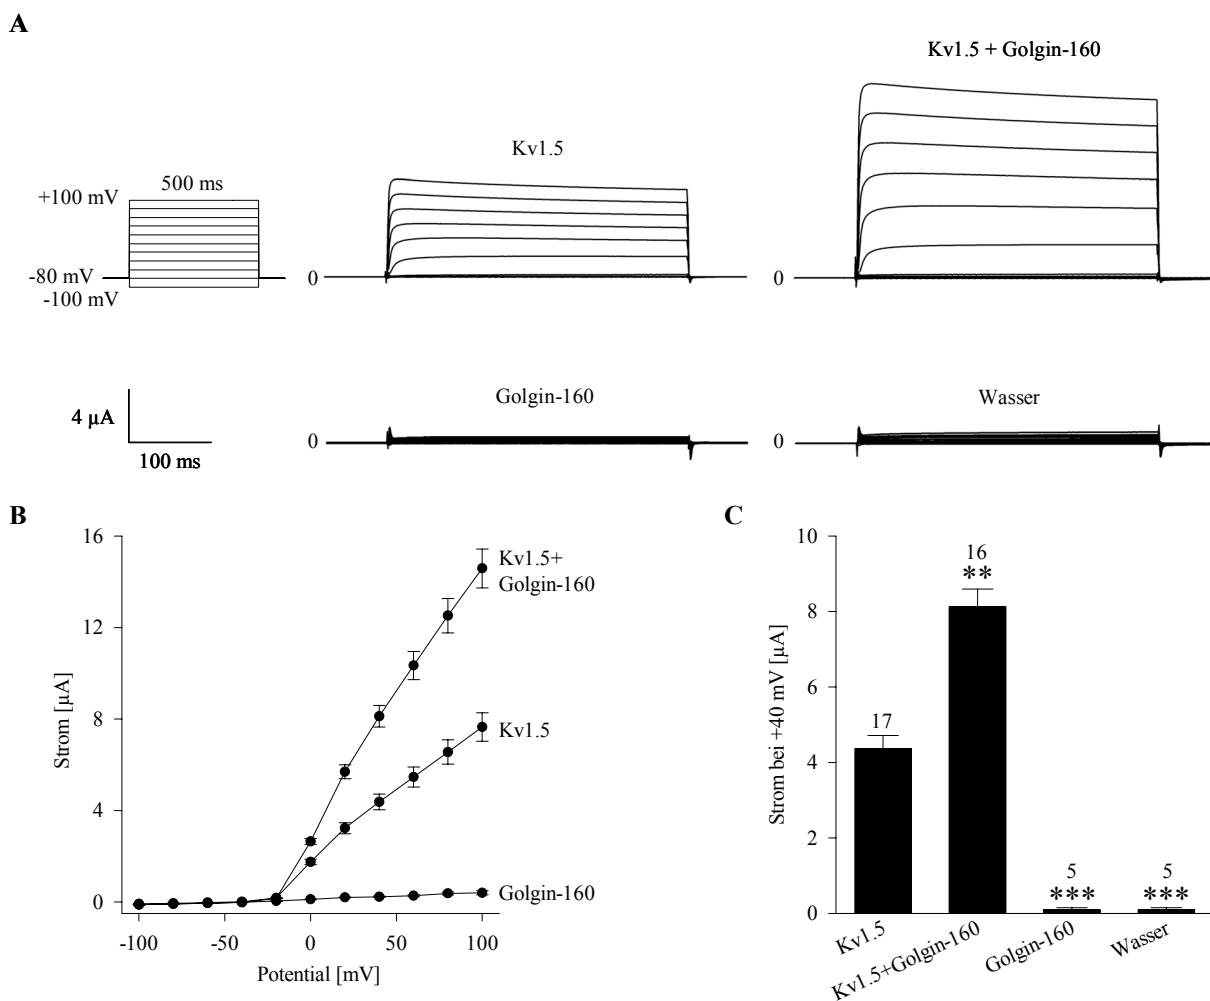 A
Kv1.5 + Golgin-160
Kv1.5
500 ms
+100 mV
-80 mV
-100 mV
0
0
Golgin-160
Wasser
4 µA
100 ms
0
0
B
16
12
8
4
0
Strom [µA]
-100
-50
0
50
100
Potential [mV]
Kv1.5+
Golgin-160
Kv1.5
Golgin-160
C
10
8
6
4
2
0
Strom bei +40 mV [µA]
17
16
**
5
***
5
***
Kv1.5
Kv1.5+Golgin-160
Golgin-160
Wasser